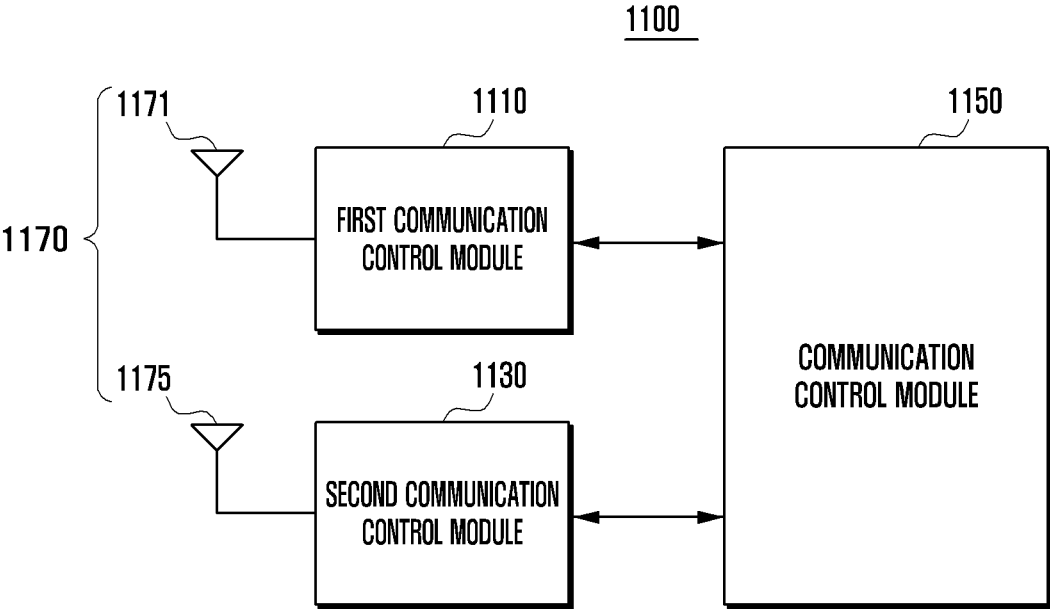 1100
1171
1110
1150
FIRST COMMUNICATION
CONTROL MODULE
1170
COMMUNICATION
CONTROL MODULE
1175
1130
SECOND COMMUNICATION
CONTROL MODULE